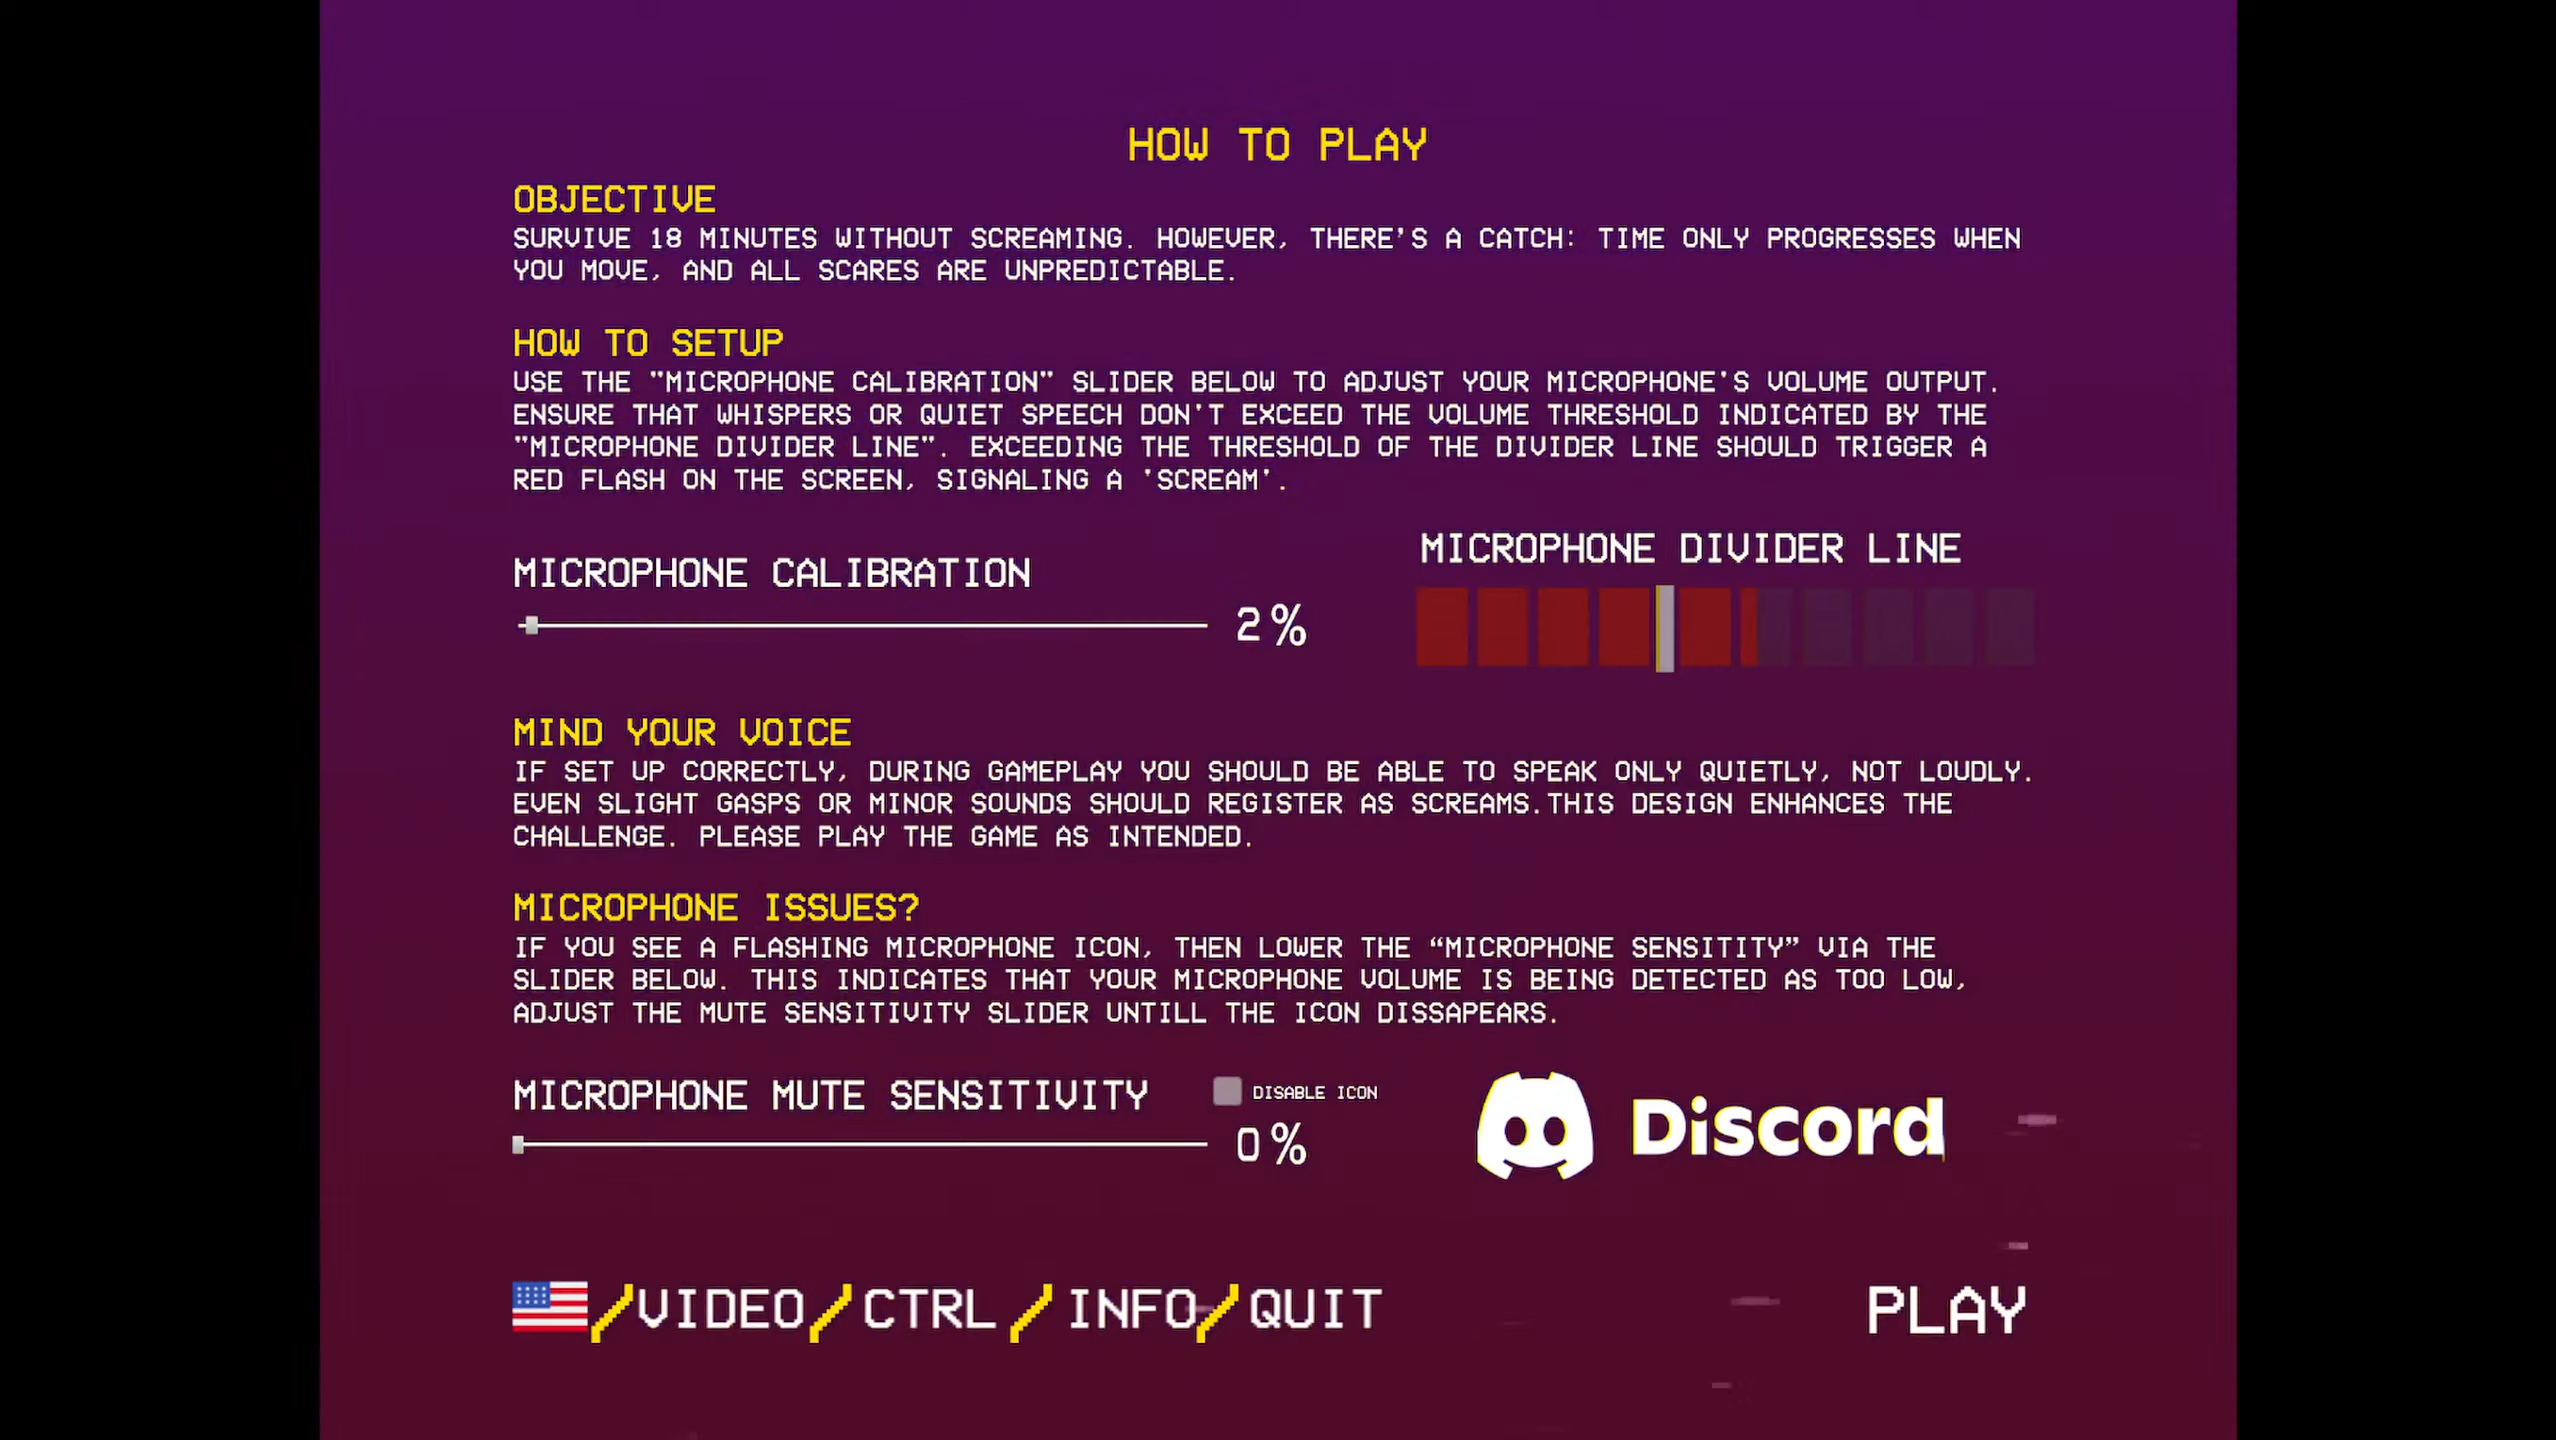 HOW TO PLAY
OBJECTIVE
SURVIVE 18 MINUTES WITHOUT SCREAMING. HOWEVER, THERE'S A CATCH: TIME ONLY PROGRESSES WHEN
YOU MOVE, AND ALL SCARES ARE UNPREDICTABLE.
HOW TO SETUP
USE THE "MICROPHONE CALIBRATION" SLIDER BELOW TO ADJUST YOUR MICROPHONE'S VOLUME OUTPUT.
ENSURE THAT WHISPERS OR QUIET SPEECH DON'T EXCEED THE VOLUME THRESHOLD INDICATED BY THE
"MICROPHONE DIVIDER LINE". EXCEEDING THE THRESHOLD OF THE DIVIDER LINE SHOULD TRIGGER A
RED FLASH ON THE SCREEN, SIGNALING A 'SCREAM'.
MICROPHONE CALIBRATION
2%
MICROPHONE DIVIDER LINE
MIND YOUR VOICE
IF SET UP CORRECTLY, DURING GAMEPLAY YOU SHOULD BE ABLE TO SPEAK ONLY QUIETLY, NOT LOUDLY.
EVEN SLIGHT GASPS OR MINOR SOUNDS SHOULD REGISTER AS SCREAMS.THIS DESIGN ENHANCES THE
CHALLENGE. PLEASE PLAY THE GAME AS INTENDED.
MICROPHONE ISSUES?
IF YOU SEE A FLASHING MICROPHONE ICON, THEN LOWER THE “MICROPHONE SENSITITY” VIA THE
SLIDER BELOW. THIS INDICATES THAT YOUR MICROPHONE VOLUME IS BEING DETECTED AS TOO LOW,
ADJUST THE MUTE SENSITIVITY SLIDER UNTILL THE ICON DISSAPEARS.
MICROPHONE MUTE SENSITIVITY
DISABLE ICON
0%
Discord
/VIDEO/CTRL/INFO/QUIT
PLAY